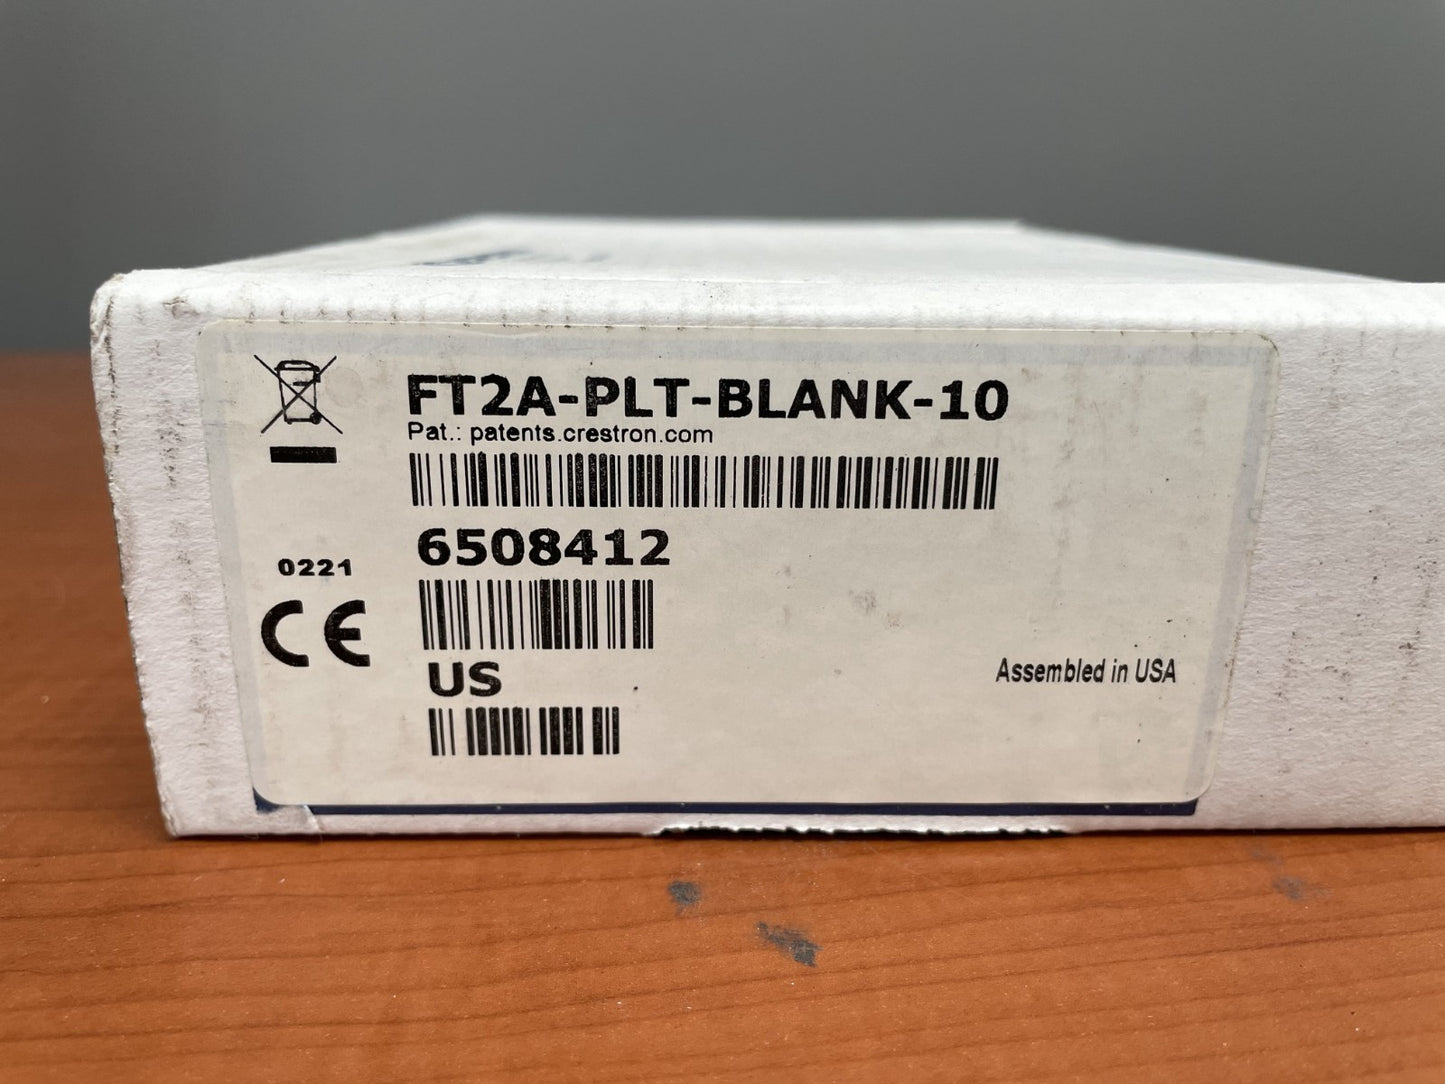 FT2A-PLT-BLANK-10
Pat.: patents.crestron.com
6508412
0221
CE
US
Assembled in USA